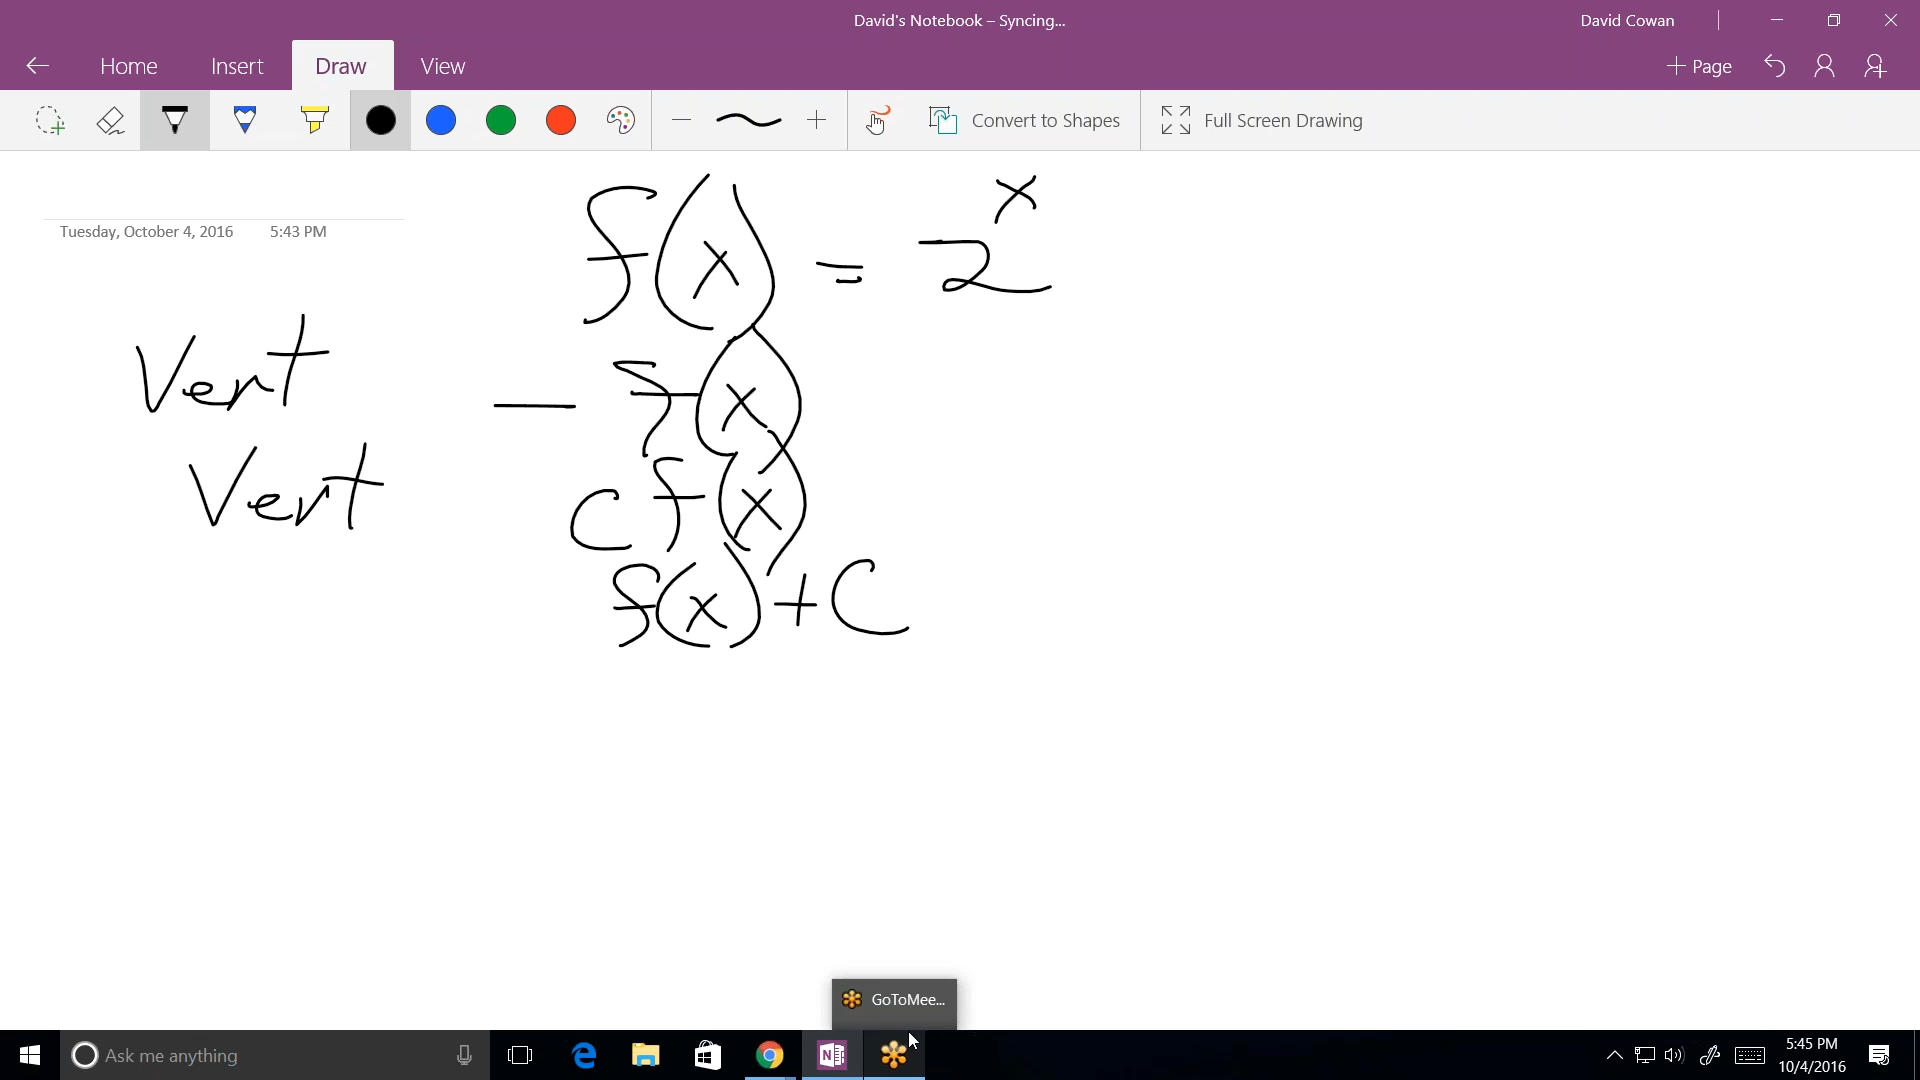 David's Notebook – Syncing...
David Cowan
Home Insert Draw View
Page
Convert to Shapes Full Screen Drawing
Tuesday, October 4, 2016 5:43 PM
f(x) = 2^x
Vert
- f(x)
Vert
c f(x)
f(x) + C
GoToMee...
Ask me anything
5:45 PM
10/4/2016